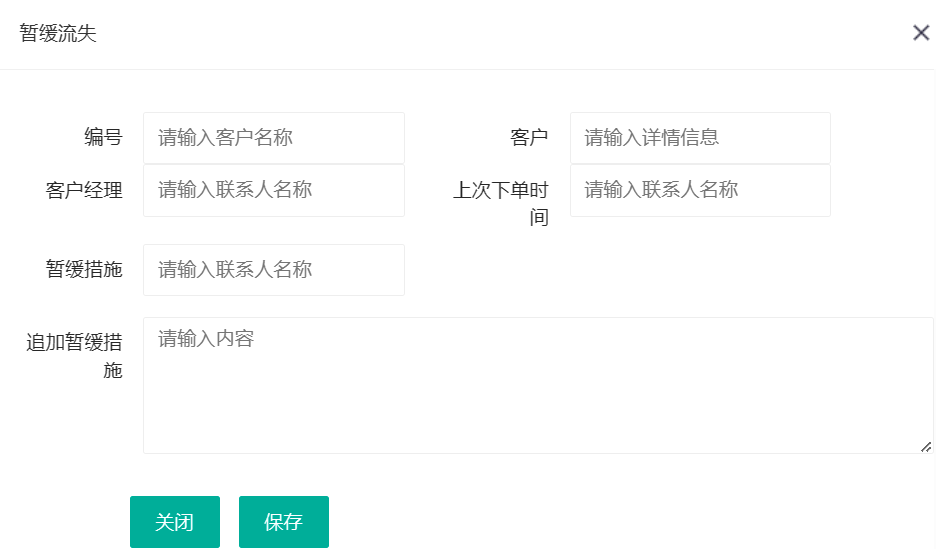 暂缓流失
编号 请输入客户名称 客户 请输入详情信息
客户经理 请输入联系人名称 上次下单时
间 请输入联系人名称
暂缓措施 请输入联系人名称
追加暂缓措
施 请输入内容
关闭 保存